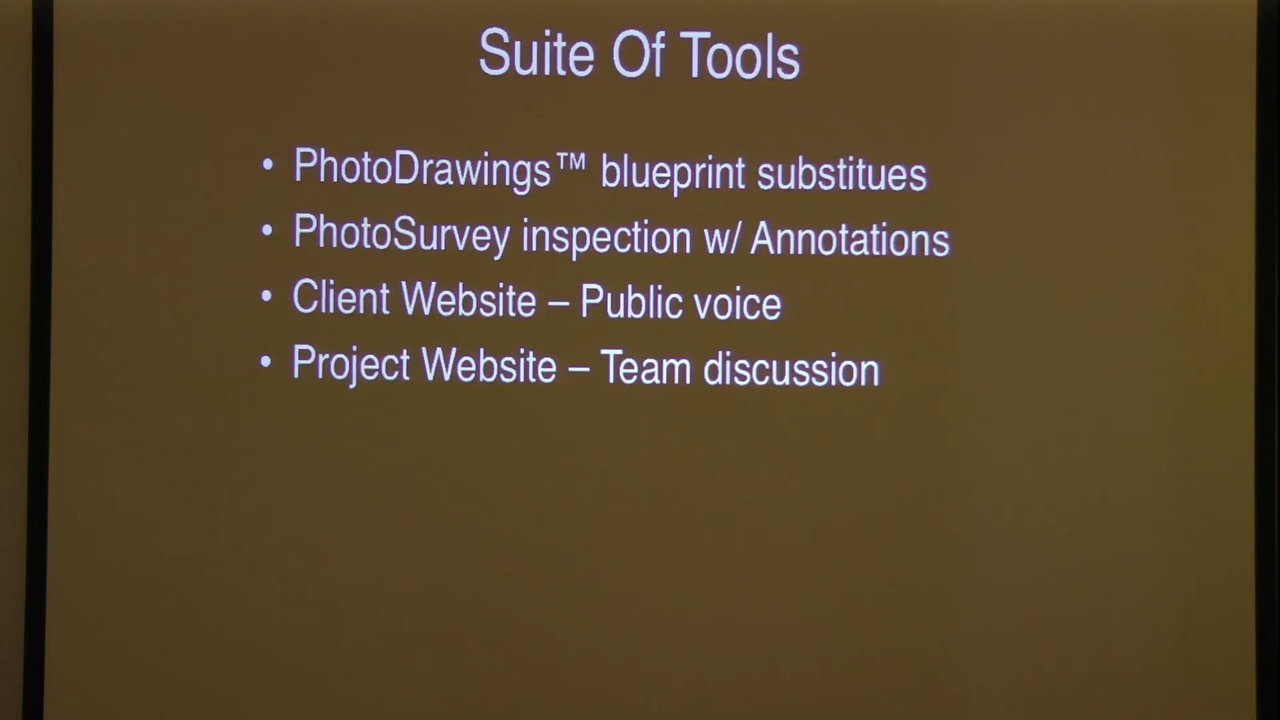 Suite Of Tools
• PhotoDrawings™ blueprint substitues
• PhotoSurvey inspection w/ Annotations
• Client Website – Public voice
• Project Website – Team discussion